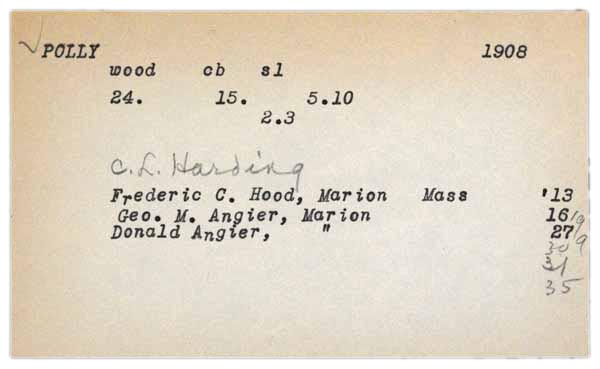 ✓ POLLY 1908
wood cb sl
24. 15. 5.10
2.3
C. L. Harding
Frederic C. Hood, Marion Mass '13
Geo. M. Angier, Marion 16/9
Donald Angier, " 27/9
30
31
35